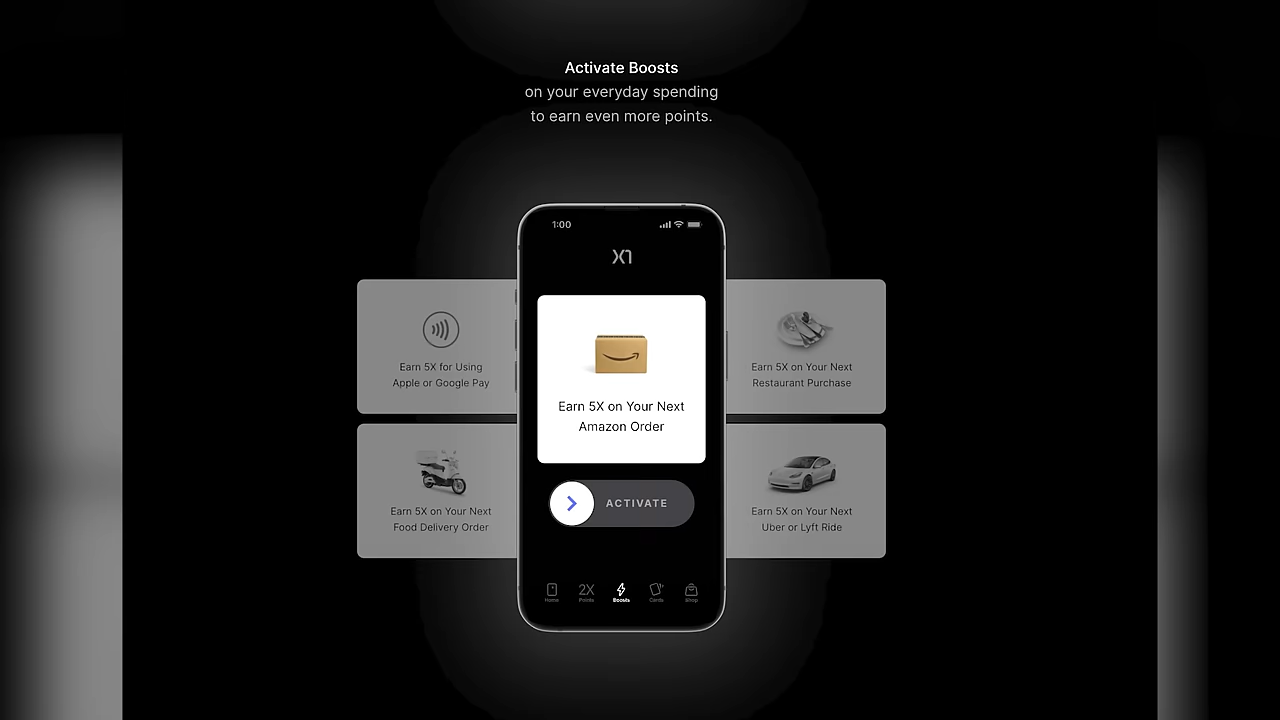 Activate Boosts
on your everyday spending
to earn even more points.
1:00
X1
Earn 5X for Using
Apple or Google Pay
Earn 5X on Your Next
Amazon Order
Earn 5X on Your Next
Restaurant Purchase
Earn 5X on Your Next
Food Delivery Order
ACTIVATE
Earn 5X on Your Next
Uber or Lyft Ride
2X
Home
Points
Boosts
Cards
Shop